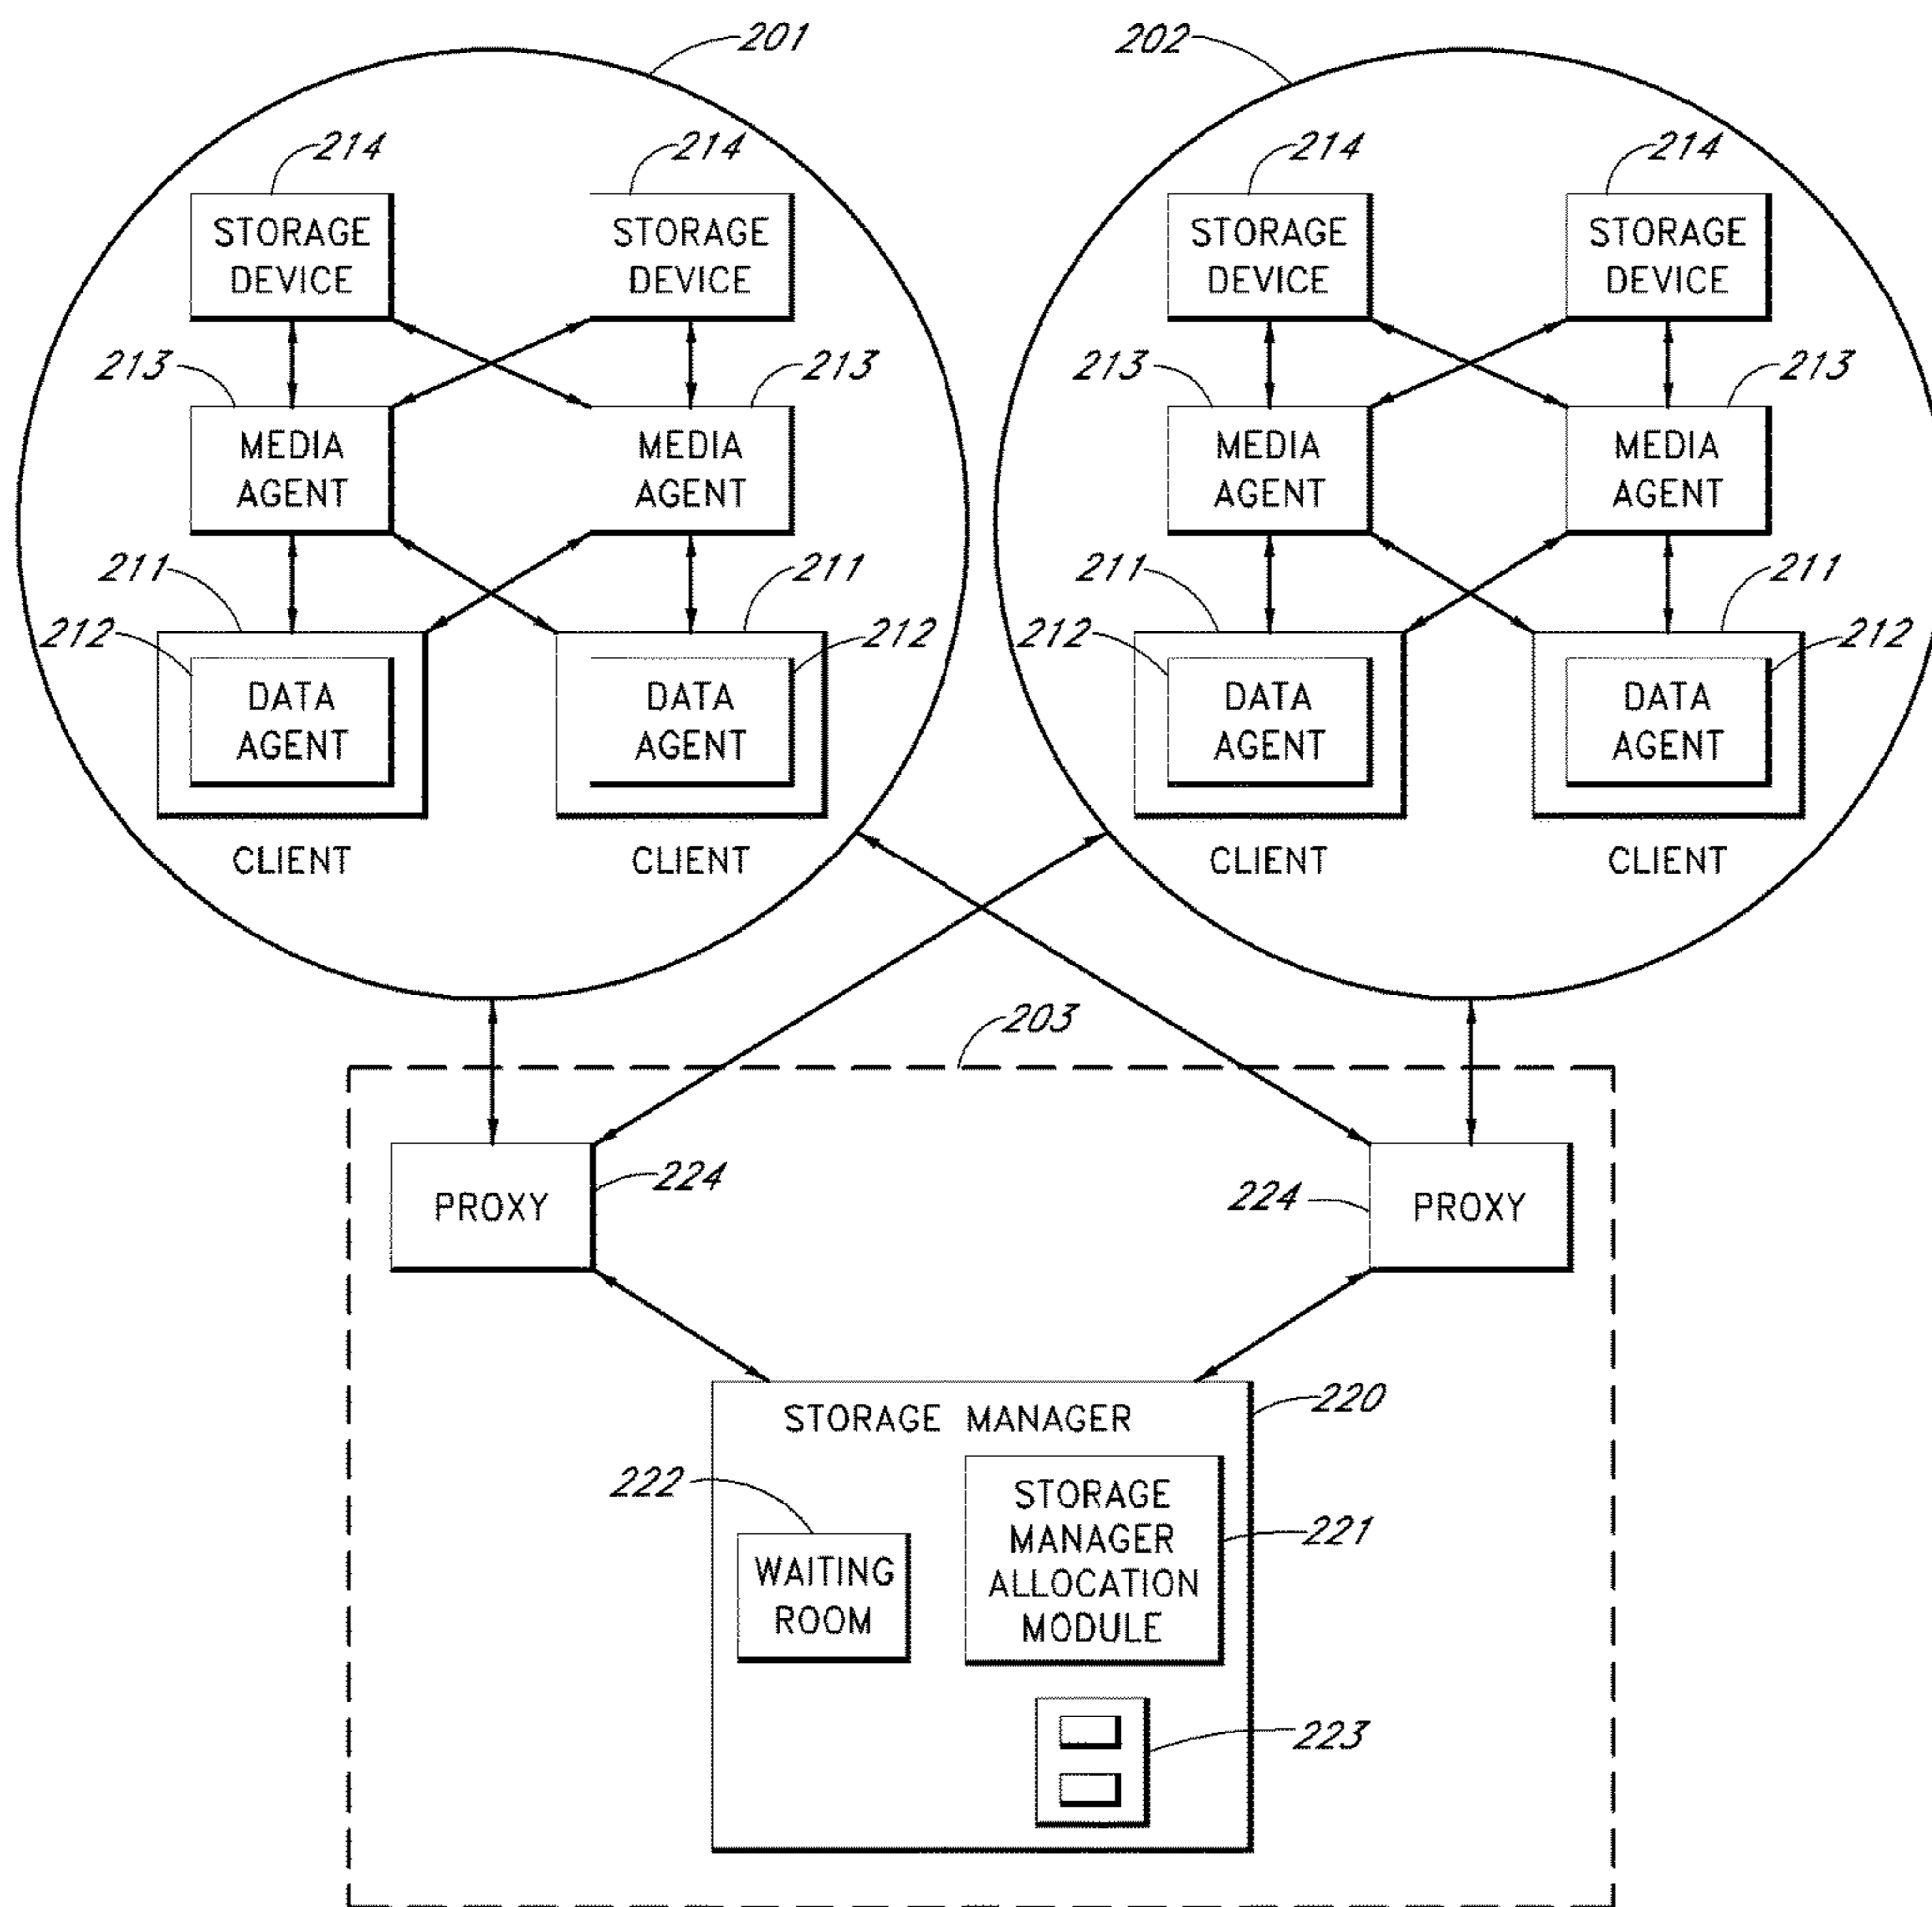 201
202
214
214
214
214
STORAGE
DEVICE
STORAGE
DEVICE
STORAGE
DEVICE
STORAGE
DEVICE
213
213
213
213
MEDIA
AGENT
MEDIA
AGENT
MEDIA
AGENT
MEDIA
AGENT
211
211
211
211
212
212
212
212
DATA
AGENT
DATA
AGENT
DATA
AGENT
DATA
AGENT
CLIENT
CLIENT
CLIENT
CLIENT
203
PROXY
224
224
PROXY
STORAGE MANAGER
220
222
WAITING
ROOM
STORAGE
MANAGER
ALLOCATION
MODULE
221
223